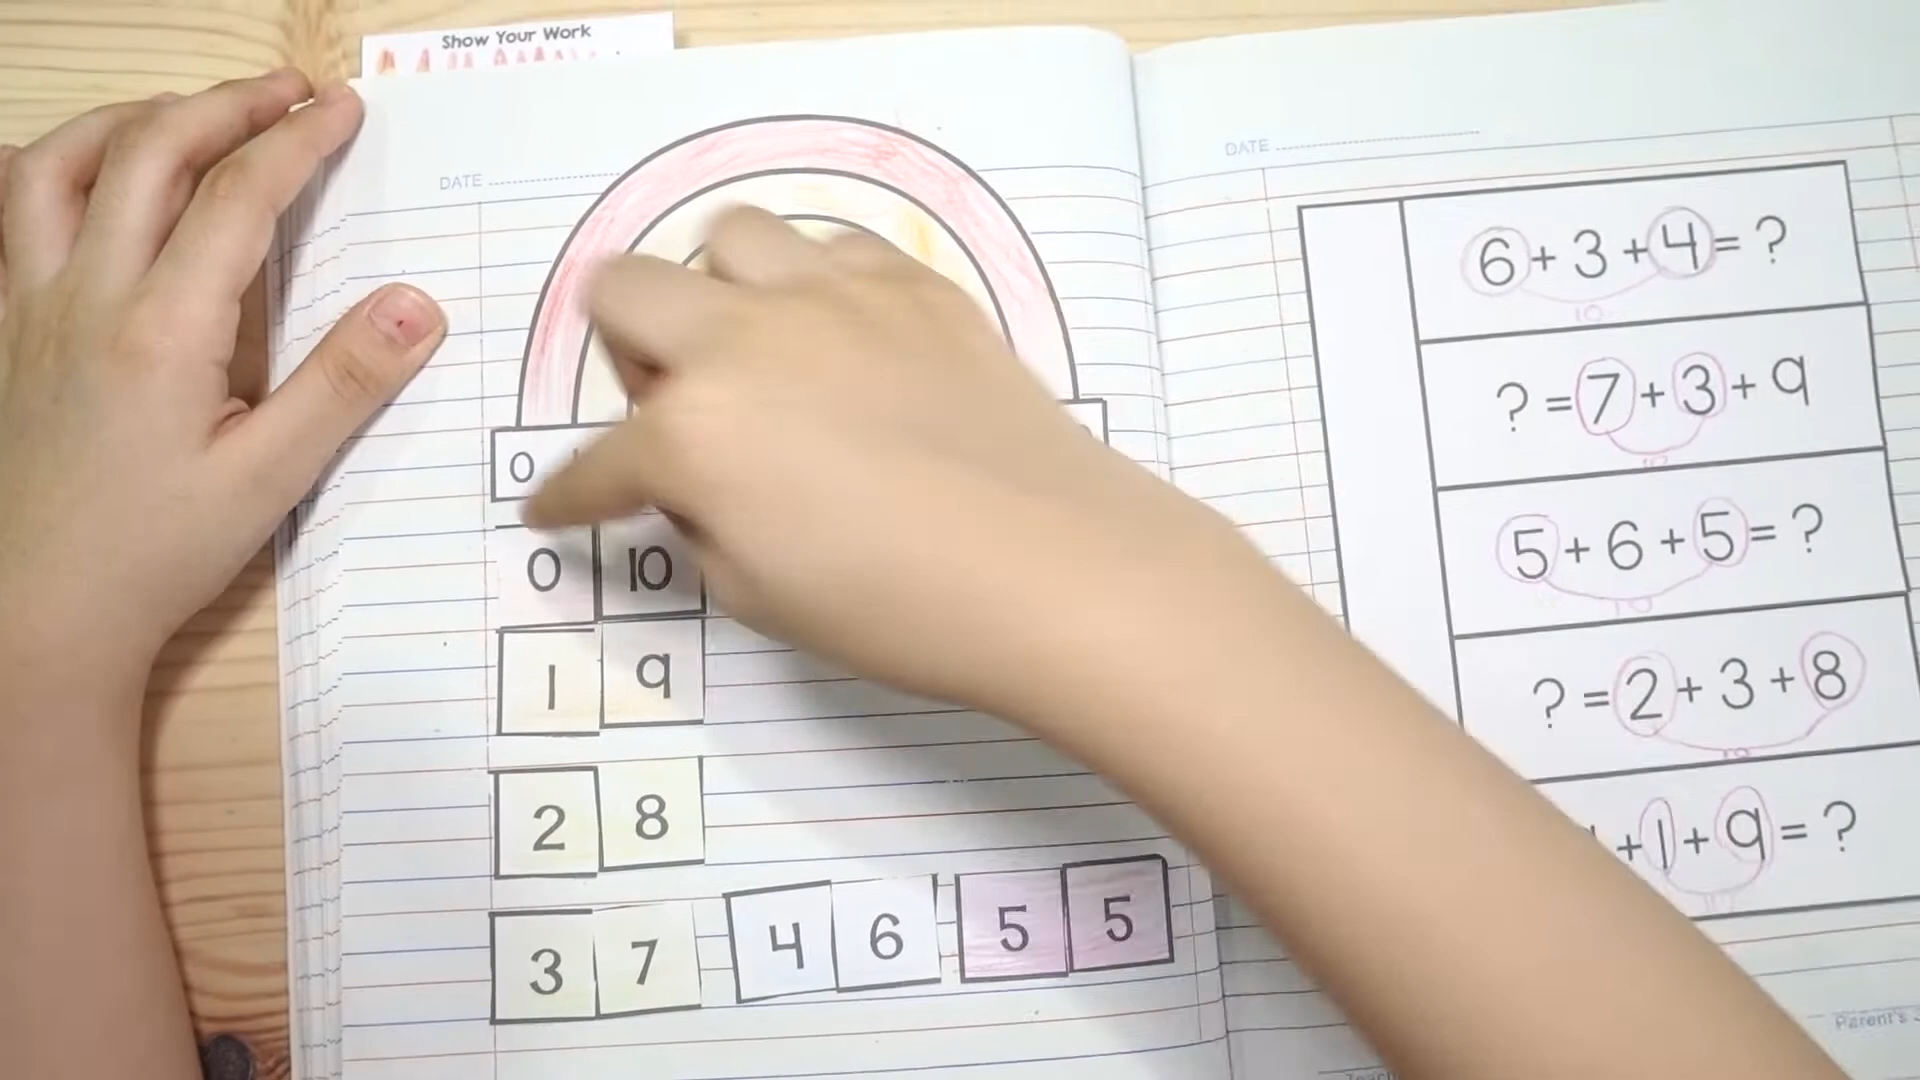 Show Your Work
DATE
0
0 10
1 9
2 8
3 7 4 6 5 5
DATE
6 + 3 + 4 = ?
10
? = 7 + 3 + 9
10
5 + 6 + 5 = ?
10
? = 2 + 3 + 8
10
+ 1 + 9 = ?
10
Parent's